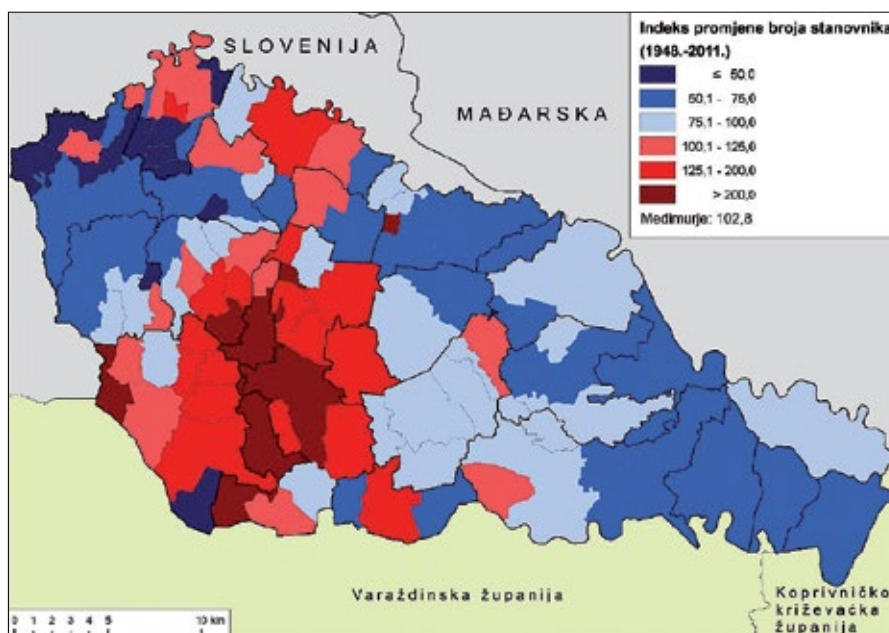 SLOVENIJA
MAĐARSKA
Indeks promjene broja stanovnika
(1948.-2011.)
≤ 50,0
50,1 - 75,0
75,1 - 100,0
100,1 - 125,0
125,1 - 200,0
> 200,0
Međimurje: 102,8
Varaždinska županija
Koprivničko
križevačka
županija
0 1 2 3 4 5 10 km